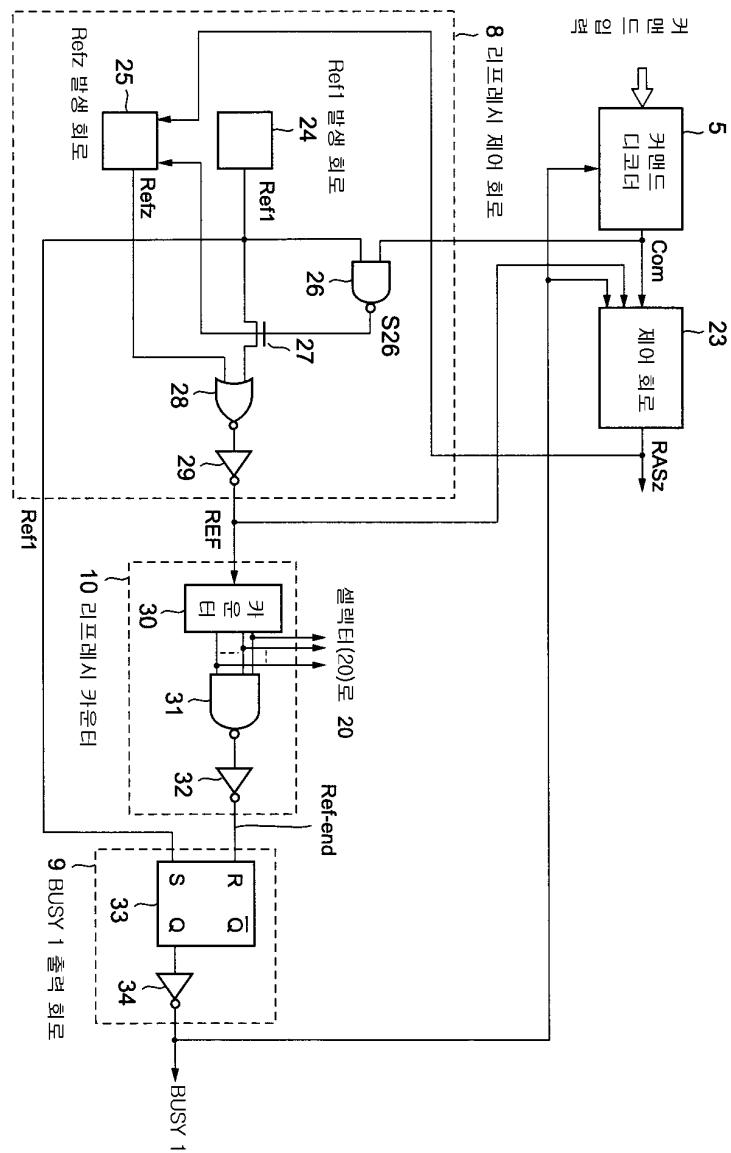 커맨드 입력
5
커맨드
디코더
Com
23
제어 회로
RASz
8 리프레시 제어 회로
Ref1 발생 회로
24
Ref1
Refz 발생 회로
25
Refz
26
S26
27
28
29
REF
Ref1
셀렉터(20)로 20
카운터
30
31
32
10 리프레시 카운터
Ref-end
R
Q̅
S
Q
33
34
9 BUSY 1 출력 회로
BUSY 1